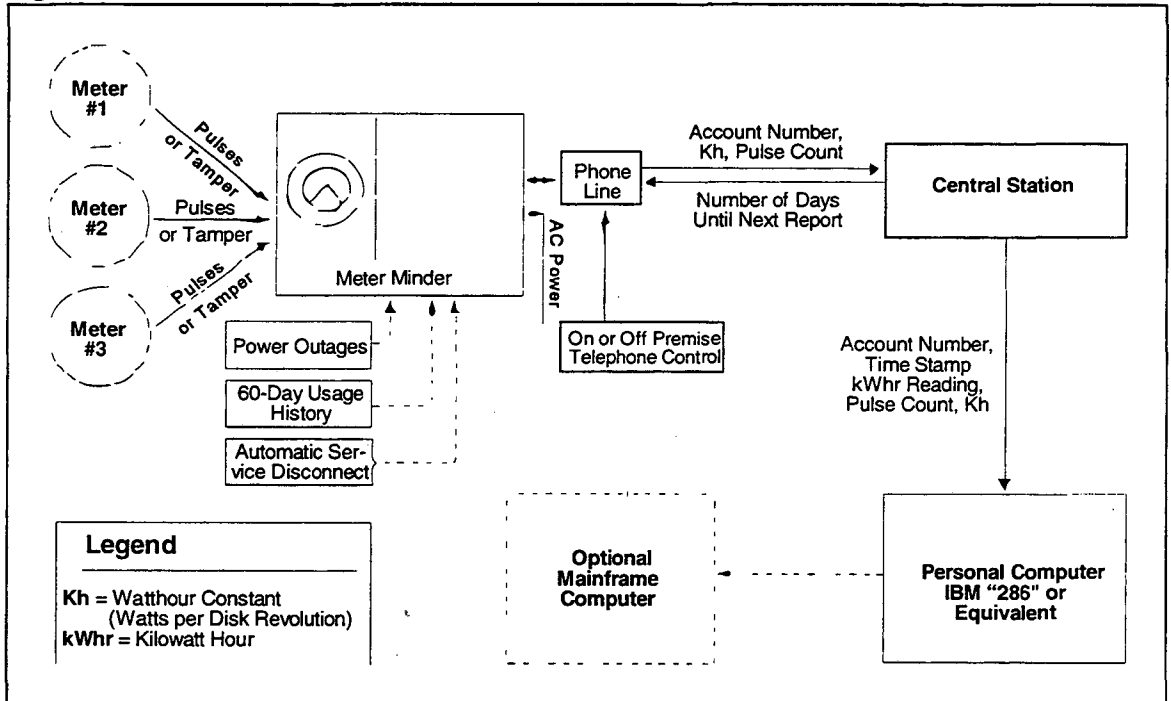 Meter
#1
Pulses
or Tamper
Meter
#2
Pulses
or Tamper
Meter
#3
Pulses
or Tamper
Meter Minder
AC Power
Phone
Line
Account Number,
Kh, Pulse Count
Number of Days
Until Next Report
Central Station
Power Outages
60-Day Usage
History
Automatic Ser-
vice Disconnect
On or Off Premise
Telephone Control
Account Number,
Time Stamp
kWhr Reading,
Pulse Count, Kh
Legend
Kh = Watthour Constant
(Watts per Disk Revolution)
kWhr = Kilowatt Hour
Optional
Mainframe
Computer
Personal Computer
IBM "286" or
Equivalent